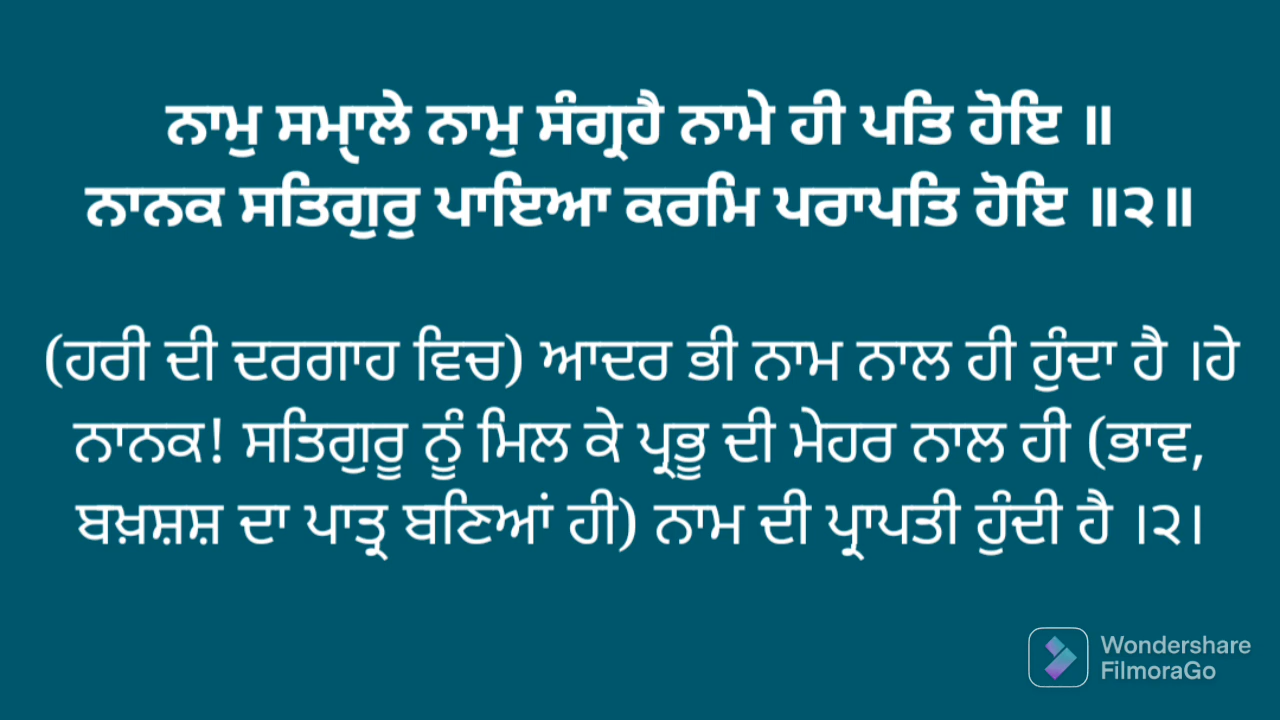 ਨਾਮੁ ਸਮੑਾਲੇ ਨਾਮੁ ਸੰਗ੍ਰਹੈ ਨਾਮੇ ਹੀ ਪਤਿ ਹੋਇ ॥
ਨਾਨਕ ਸਤਿਗੁਰੁ ਪਾਇਆ ਕਰਮਿ ਪਰਾਪਤਿ ਹੋਇ ॥੨॥
(ਹਰੀ ਦੀ ਦਰਗਾਹ ਵਿਚ) ਆਦਰ ਭੀ ਨਾਮ ਨਾਲ ਹੀ ਹੁੰਦਾ ਹੈ ।ਹੇ
ਨਾਨਕ! ਸਤਿਗੁਰੂ ਨੂੰ ਮਿਲ ਕੇ ਪ੍ਰਭੂ ਦੀ ਮੇਹਰ ਨਾਲ ਹੀ (ਭਾਵ,
ਬਖ਼ਸ਼ਸ਼ ਦਾ ਪਾਤ੍ਰ ਬਣਿਆਂ ਹੀ) ਨਾਮ ਦੀ ਪ੍ਰਾਪਤੀ ਹੁੰਦੀ ਹੈ ।੨।
Wondershare
FilmoraGo